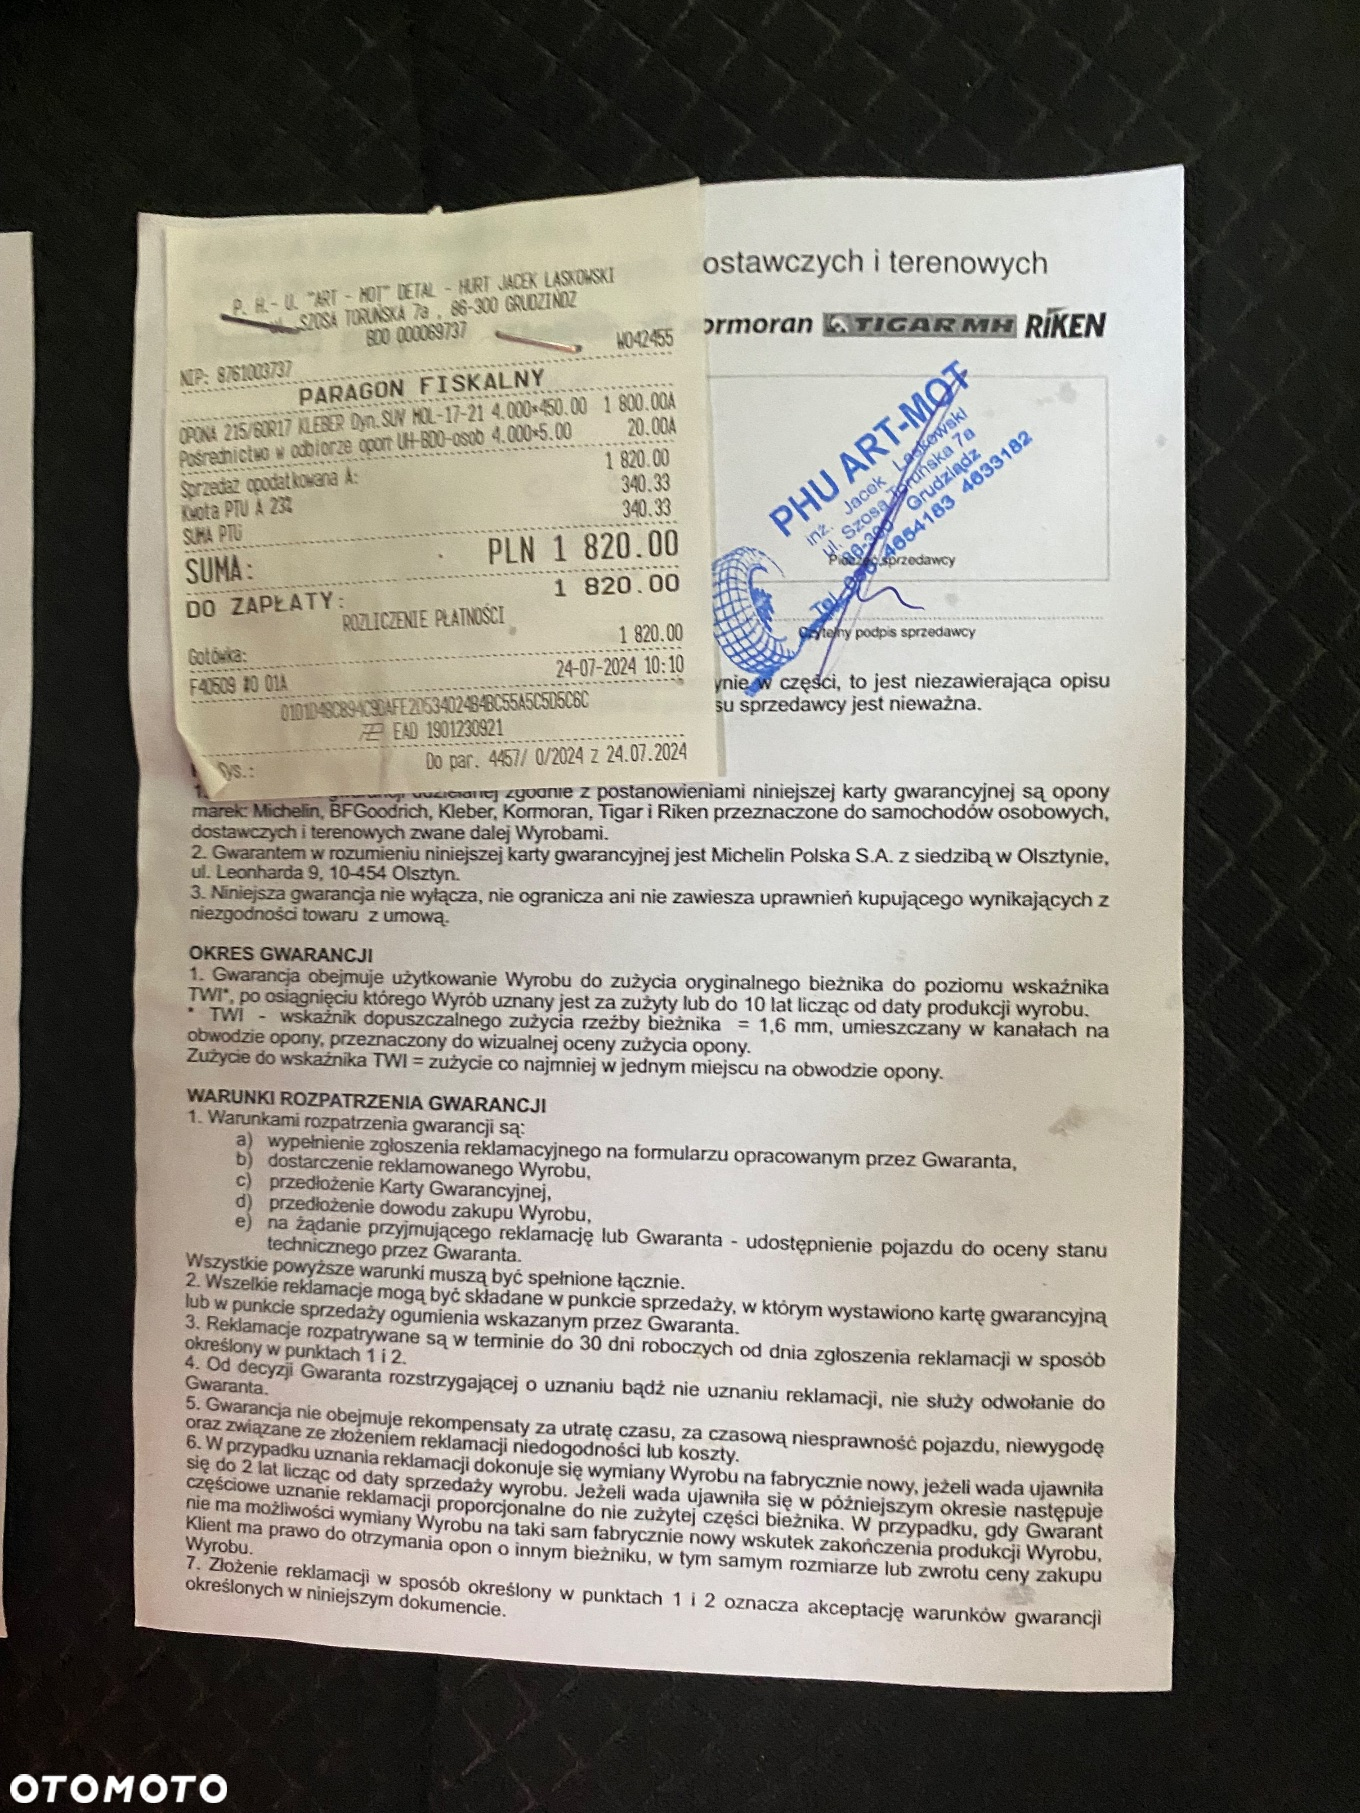 P. H.- U. "ART - MOT" DETAL - HURT JACEK LASKOWSKI
SZOSA TORUŃSKA 7a , 86-300 GRUDZIŃDZ
BDO 000069737
NIP: 8761003737
W042455
PARAGON FISKALNY
OPONA 215/60R17 KLEBER Dyn.SUV MOL-17-21 4.000*450.00 1 800.00A
Pośrednictwo w odbiorze opon UH-BDO-osob 4.000*5.00 20.00A
Sprzedaż opodatkowana A: 1 820.00
Kwota PTU A 23% 340.33
SUMA PTU 340.33
SUMA: PLN 1 820.00
DO ZAPŁATY: 1 820.00
ROZLICZENIE PŁATNOŚCI
Gotówka: 1 820.00
F40509 #0 01A 24-07-2024 10:10
EAD 1901230921
sys.: Do par. 4457/ 0/2024 z 24.07.2024
ostawczych i terenowych
ormoran TIGAR MH RIKEN
PHU ART-MOT
inż. Jacek Laskowski
ul. Szosa Toruńska 7a
86-300 Grudziądz
Tel. 056 4654183 4633182
Pieczęć sprzedawcy
Czytelny podpis sprzedawcy
ynie w części, to jest niezawierająca opisu
su sprzedawcy jest nieważna.
1. udzielanej zgodnie z postanowieniami niniejszej karty gwarancyjnej są opony
marek: Michelin, BFGoodrich, Kleber, Kormoran, Tigar i Riken przeznaczone do samochodów osobowych,
dostawczych i terenowych zwane dalej Wyrobami.
2. Gwarantem w rozumieniu niniejszej karty gwarancyjnej jest Michelin Polska S.A. z siedzibą w Olsztynie,
ul. Leonharda 9, 10-454 Olsztyn.
3. Niniejsza gwarancja nie wyłącza, nie ogranicza ani nie zawiesza uprawnień kupującego wynikających z
niezgodności towaru z umową.
OKRES GWARANCJI
1. Gwarancja obejmuje użytkowanie Wyrobu do zużycia oryginalnego bieżnika do poziomu wskaźnika
TWI*, po osiągnięciu którego Wyrób uznany jest za zużyty lub do 10 lat licząc od daty produkcji wyrobu.
* TWI - wskaźnik dopuszczalnego zużycia rzeźby bieżnika = 1,6 mm, umieszczany w kanałach na
obwodzie opony, przeznaczony do wizualnej oceny zużycia opony.
Zużycie do wskaźnika TWI = zużycie co najmniej w jednym miejscu na obwodzie opony.
WARUNKI ROZPATRZENIA GWARANCJI
1. Warunkami rozpatrzenia gwarancji są:
a) wypełnienie zgłoszenia reklamacyjnego na formularzu opracowanym przez Gwaranta,
b) dostarczenie reklamowanego Wyrobu,
c) przedłożenie Karty Gwarancyjnej,
d) przedłożenie dowodu zakupu Wyrobu,
e) na żądanie przyjmującego reklamację lub Gwaranta - udostępnienie pojazdu do oceny stanu
technicznego przez Gwaranta.
Wszystkie powyższe warunki muszą być spełnione łącznie.
2. Wszelkie reklamacje mogą być składane w punkcie sprzedaży, w którym wystawiono kartę gwarancyjną
lub w punkcie sprzedaży ogumienia wskazanym przez Gwaranta.
3. Reklamacje rozpatrywane są w terminie do 30 dni roboczych od dnia zgłoszenia reklamacji w sposób
określony w punktach 1 i 2.
4. Od decyzji Gwaranta rozstrzygającej o uznaniu bądź nie uznaniu reklamacji, nie służy odwołanie do
Gwaranta.
5. Gwarancja nie obejmuje rekompensaty za utratę czasu, za czasową niesprawność pojazdu, niewygodę
oraz związane ze złożeniem reklamacji niedogodności lub koszty.
6. W przypadku uznania reklamacji dokonuje się wymiany Wyrobu na fabrycznie nowy, jeżeli wada ujawniła
się do 2 lat licząc od daty sprzedaży wyrobu. Jeżeli wada ujawniła się w późniejszym okresie następuje
częściowe uznanie reklamacji proporcjonalne do nie zużytej części bieżnika. W przypadku, gdy Gwarant
nie ma możliwości wymiany Wyrobu na taki sam fabrycznie nowy wskutek zakończenia produkcji Wyrobu,
Klient ma prawo do otrzymania opon o innym bieżniku, w tym samym rozmiarze lub zwrotu ceny zakupu
Wyrobu.
7. Złożenie reklamacji w sposób określony w punktach 1 i 2 oznacza akceptację warunków gwarancji
określonych w niniejszym dokumencie.
OTOMOTO